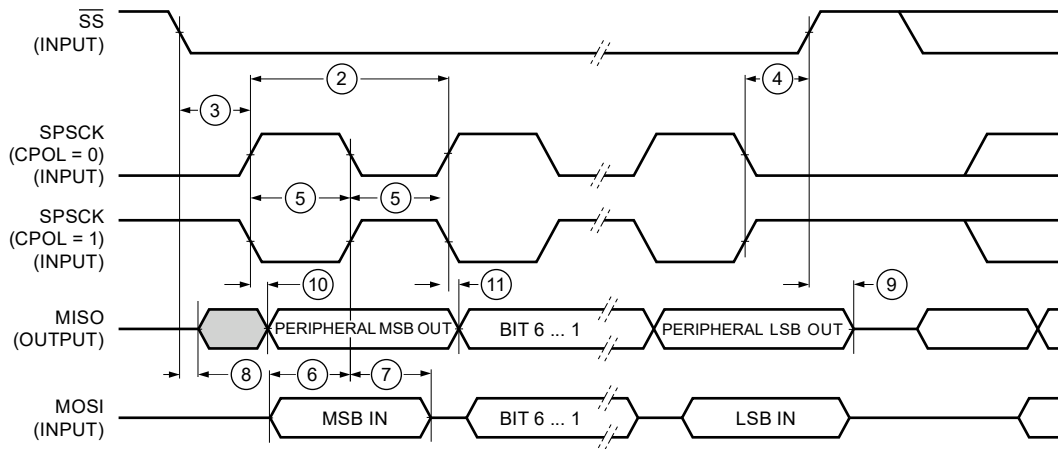 SS
(INPUT)
2
4
3
SPSCK
(CPOL = 0)
(INPUT)
5 5
SPSCK
(CPOL = 1)
(INPUT)
10 11 9
MISO
(OUTPUT)
PERIPHERAL MSB OUT BIT 6 ... 1 PERIPHERAL LSB OUT
8 6 7
MOSI
(INPUT)
MSB IN BIT 6 ... 1 LSB IN